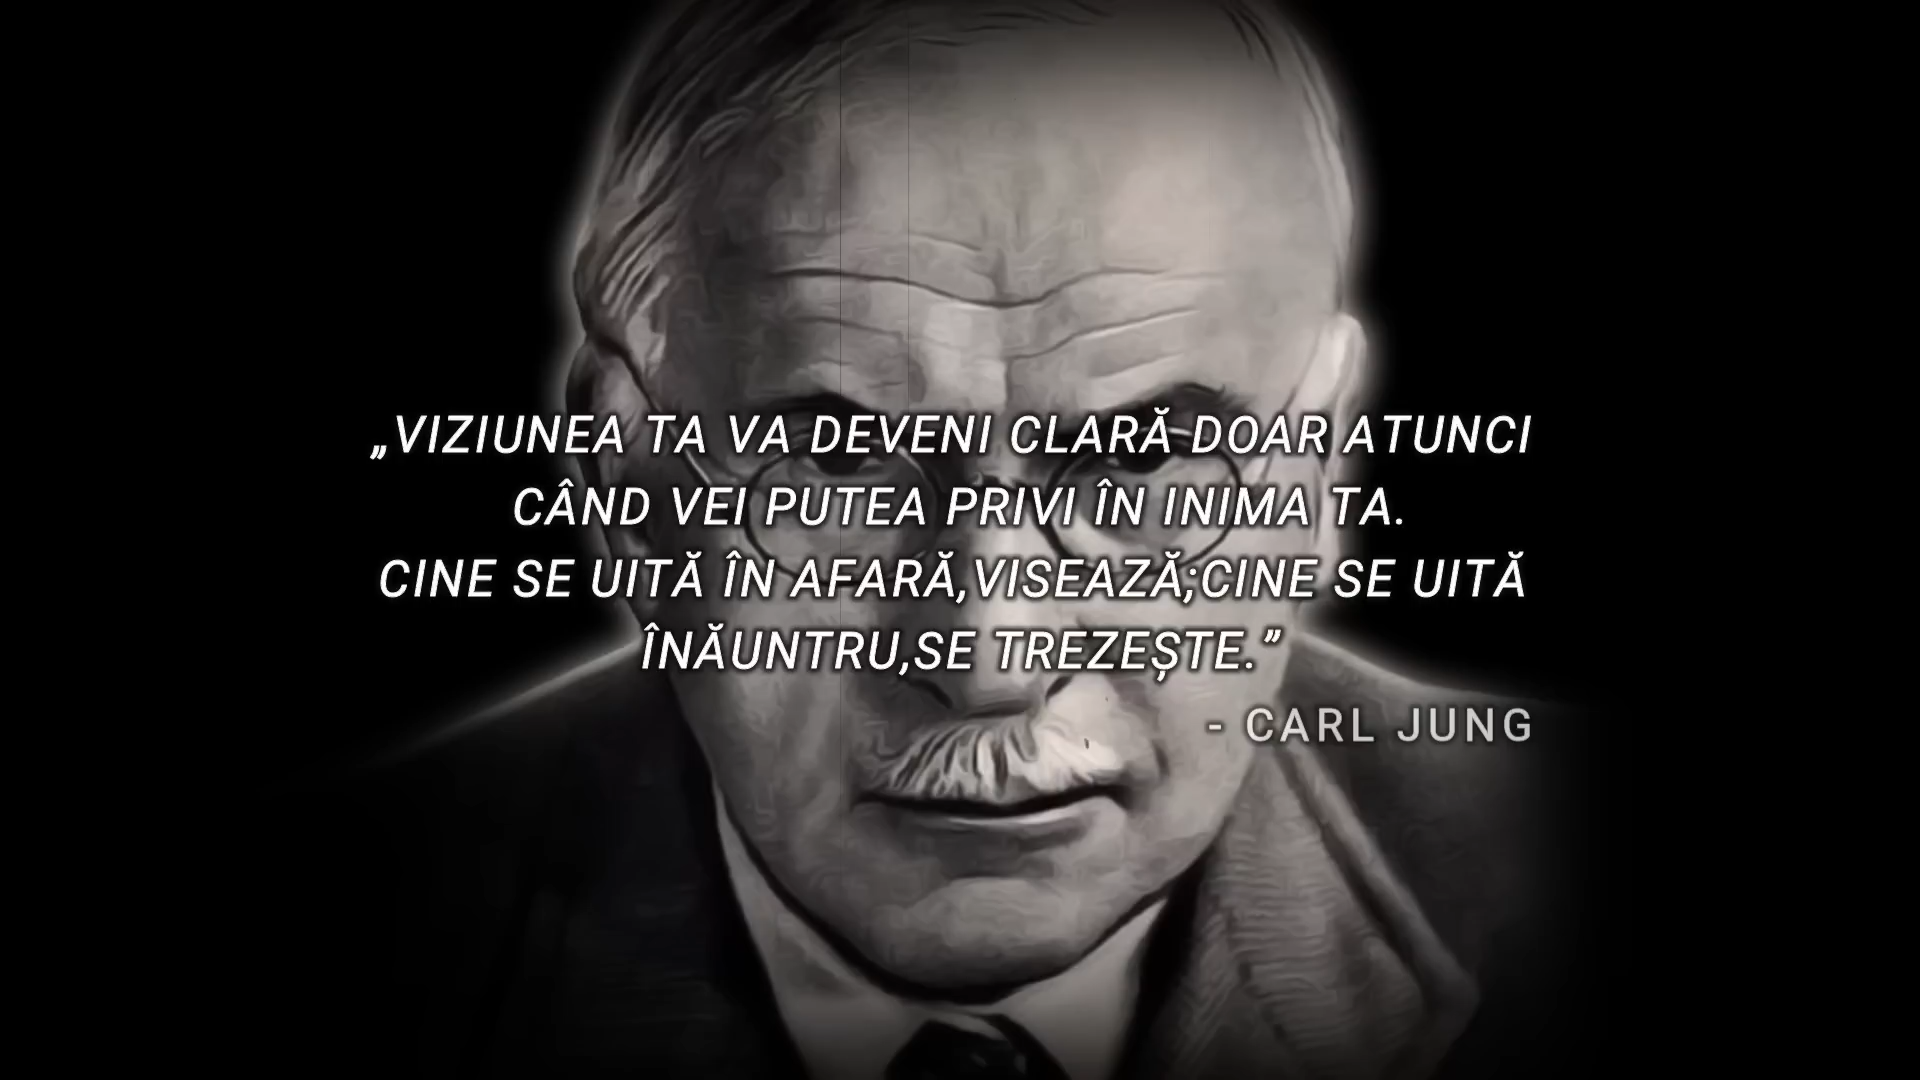 „VIZIUNEA TA VA DEVENI CLARĂ DOAR ATUNCI
CÂND VEI PUTEA PRIVI ÎN INIMA TA.
CINE SE UITĂ ÎN AFARĂ,VISEAZĂ;CINE SE UITĂ
ÎNĂUNTRU,SE TREZEȘTE.”
- CARL JUNG